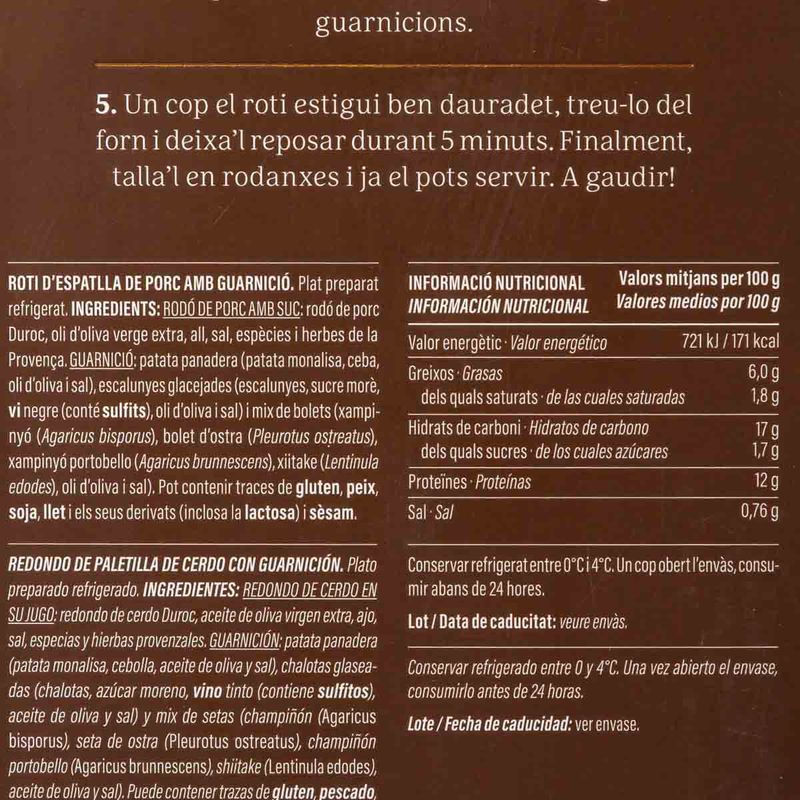 guarnicions.
5. Un cop el roti estigui ben dauradet, treu-lo del
forn i deixa'l reposar durant 5 minuts. Finalment,
talla'l en rodanxes i ja el pots servir. A gaudir!
ROTI D'ESPATLLA DE PORC AMB GUARNICIÓ. Plat preparat
refrigerat. INGREDIENTS: RODÓ DE PORC AMB SUC: rodó de porc
Duroc, oli d'oliva verge extra, all, sal, espècies i herbes de la
Provença. GUARNICIÓ: patata panadera (patata monalisa, ceba,
oli d'oliva i sal), escalunyes glacejades (escalunyes, sucre morè,
vi negre (conté sulfits), oli d'oliva i sal) i mix de bolets (xampi-
nyó (Agaricus bisporus), bolet d'ostra (Pleurotus ostreatus),
xampinyó portobello (Agaricus brunnescens), xiitake (Lentinula
edodes), oli d'oliva i sal). Pot contenir traces de gluten, peix,
soja, llet i els seus derivats (inclosa la lactosa) i sèsam.
REDONDO DE PALETILLA DE CERDO CON GUARNICIÓN. Plato
preparado refrigerado. INGREDIENTES: REDONDO DE CERDO EN
SU JUGO: redondo de cerdo Duroc, aceite de oliva virgen extra, ajo,
sal, especias y hierbas provenzales. GUARNICIÓN: patata panadera
(patata monalisa, cebolla, aceite de oliva y sal), chalotas glasea-
das (chalotas, azúcar moreno, vino tinto (contiene sulfitos),
aceite de oliva y sal) y mix de setas (champiñón (Agaricus
bisporus), seta de ostra (Pleurotus ostreatus), champiñón
portobello (Agaricus brunnescens), shiitake (Lentinula edodes),
aceite de oliva y sal). Puede contener trazas de gluten, pescado,
INFORMACIÓ NUTRICIONAL Valors mitjans per 100 g
INFORMACIÓN NUTRICIONAL Valores medios por 100 g
Valor energètic · Valor energético 721 kJ / 171 kcal
Greixos · Grasas 6,0 g
dels quals saturats · de las cuales saturadas 1,8 g
Hidrats de carboni · Hidratos de carbono 17 g
dels quals sucres · de los cuales azúcares 1,7 g
Proteïnes · Proteínas 12 g
Sal · Sal 0,76 g
Conservar refrigerat entre 0°C i 4°C. Un cop obert l'envàs, consu-
mir abans de 24 hores.
Lot / Data de caducitat: veure envàs.
Conservar refrigerado entre 0 y 4°C. Una vez abierto el envase,
consumirlo antes de 24 horas.
Lote / Fecha de caducidad: ver envase.